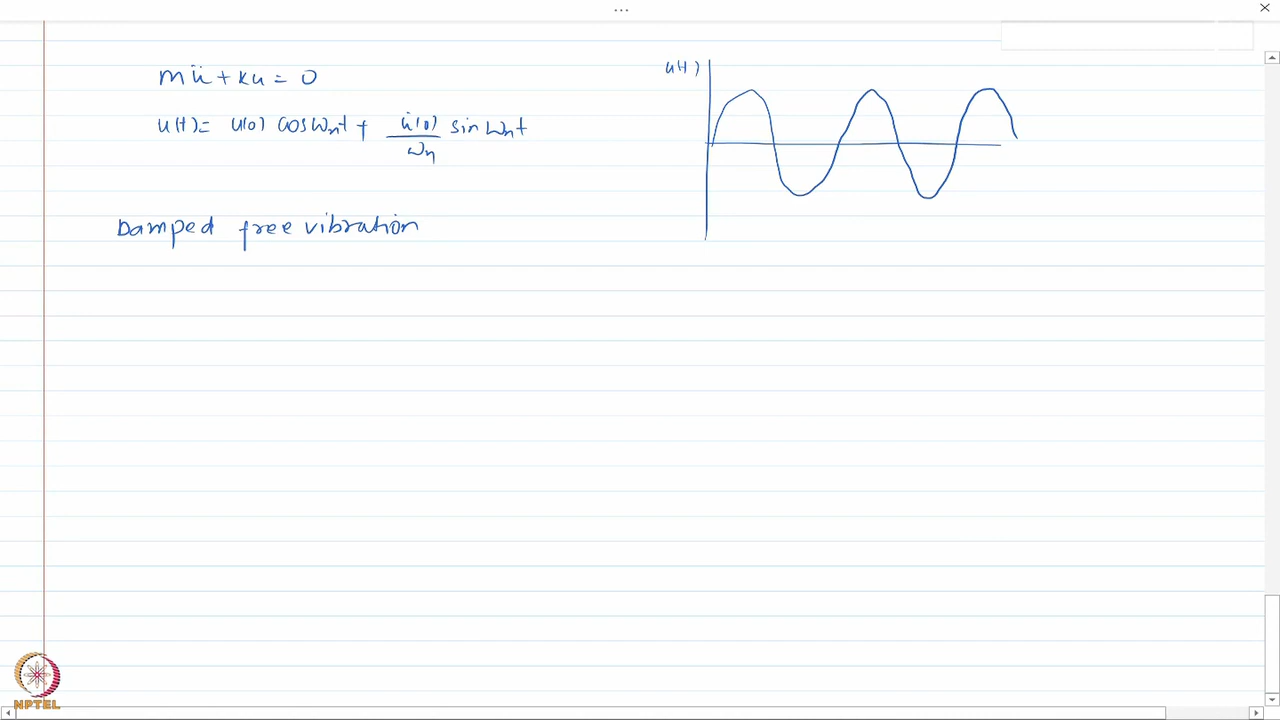 mü + ku = 0
u(t) = u(0) cos ωnt + u̇(0)/ωn sin ωnt
u(t)
Damped free vibration
NPTEL